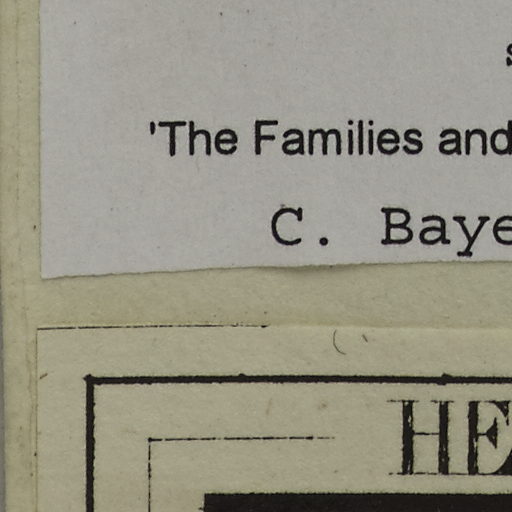 'The Families and
C. Baye
HE